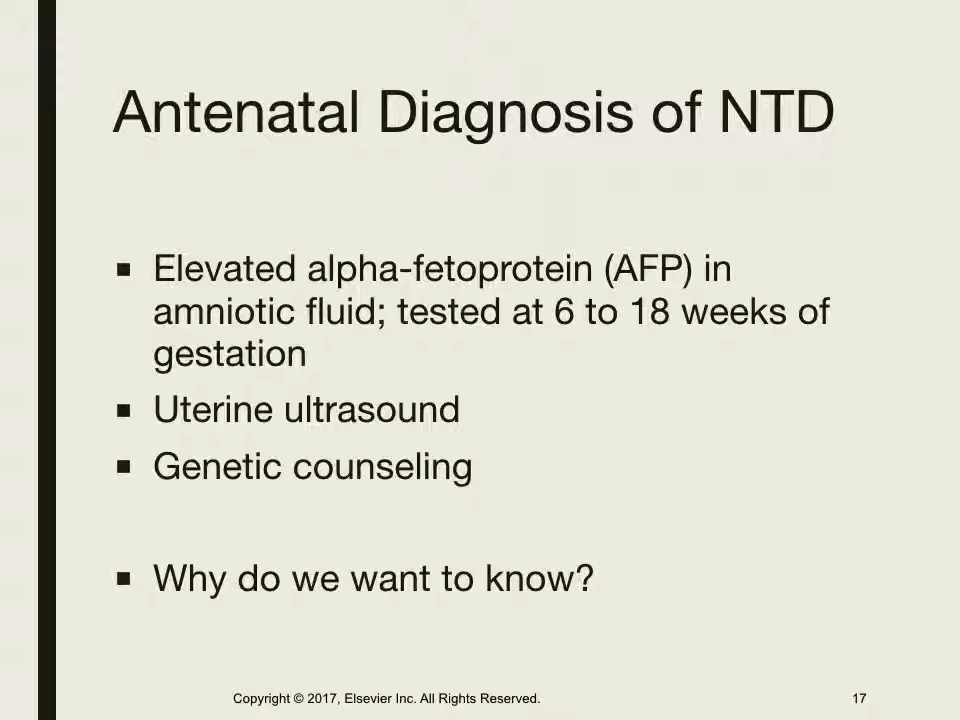 Antenatal Diagnosis of NTD
Elevated alpha-fetoprotein (AFP) in
amniotic fluid; tested at 6 to 18 weeks of
gestation
Uterine ultrasound
Genetic counseling
Why do we want to know?
Copyright © 2017, Elsevier Inc. All Rights Reserved.
17